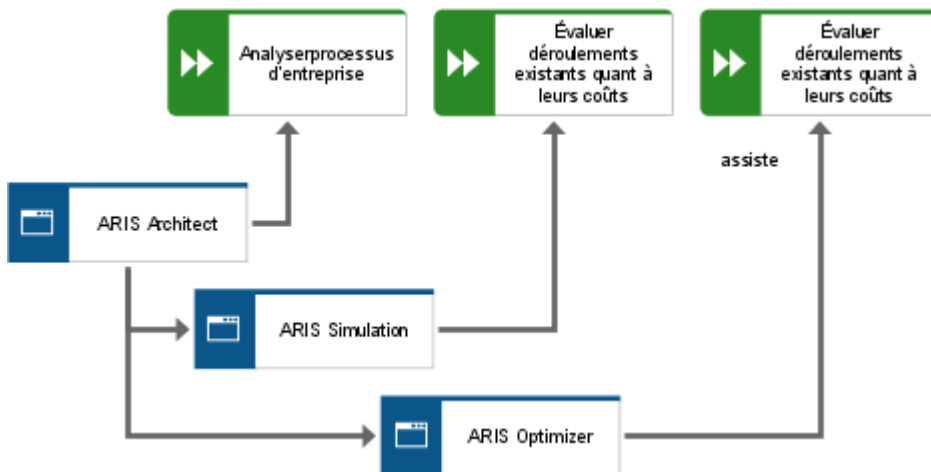 Analyserprocessus
d'entreprise
Évaluer
déroulements
existants quant à
leurs coûts
Évaluer
déroulements
existants quant à
leurs coûts
assiste
ARIS Architect
ARIS Simulation
ARIS Optimizer